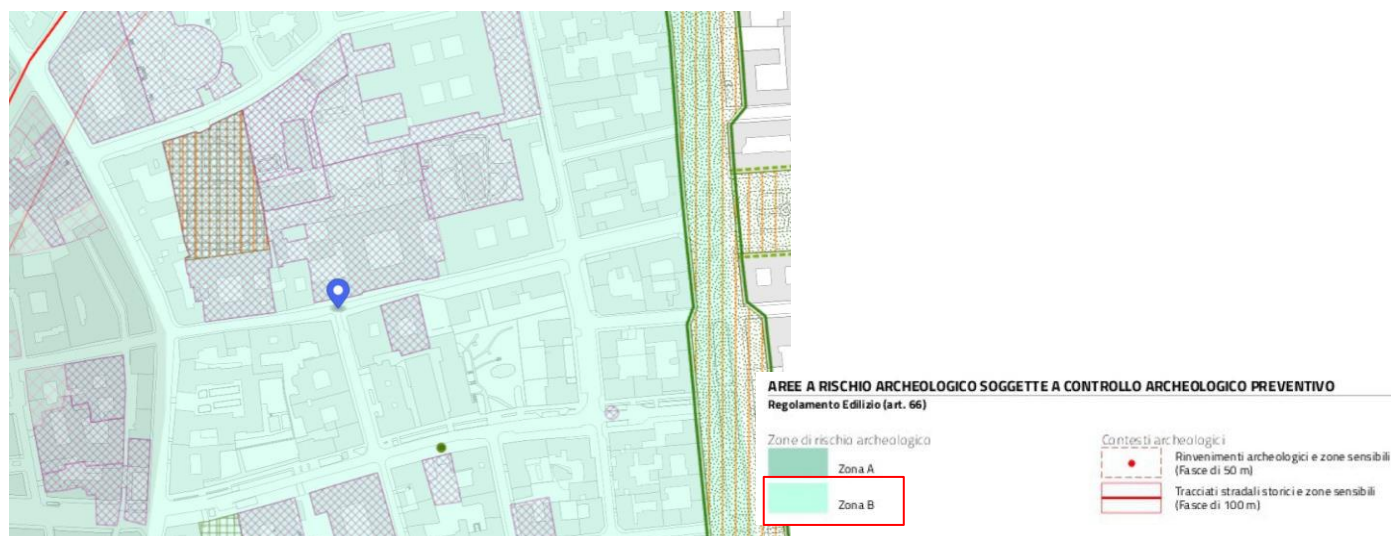 AREE A RISCHIO ARCHEOLOGICO SOGGETTE A CONTROLLO ARCHEOLOGICO PREVENTIVO
Regolamento Edilizio (art. 66)
Zone di rischio archeologico
Zona A
Zona B
Contesti archeologici
Rinvenimenti archeologici e zone sensibili
(Fasce di 50 m)
Tracciati stradali storici e zone sensibili
(Fasce di 100 m)